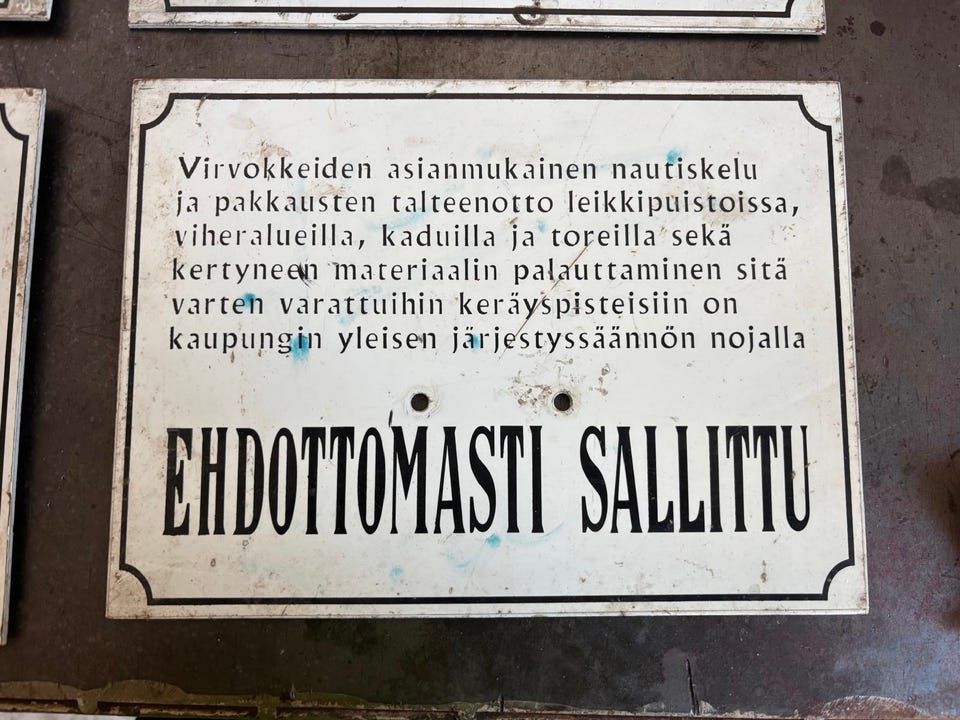 Virvokkeiden asianmukainen nautiskelu
ja pakkausten talteenotto leikkipuistoissa,
viheralueilla, kaduilla ja toreilla sekä
kertyneen materiaalin palauttaminen sitä
varten varattuihin keräyspisteisiin on
kaupungin yleisen järjestyssäännön nojalla
EHDOTTOMASTI SALLITTU